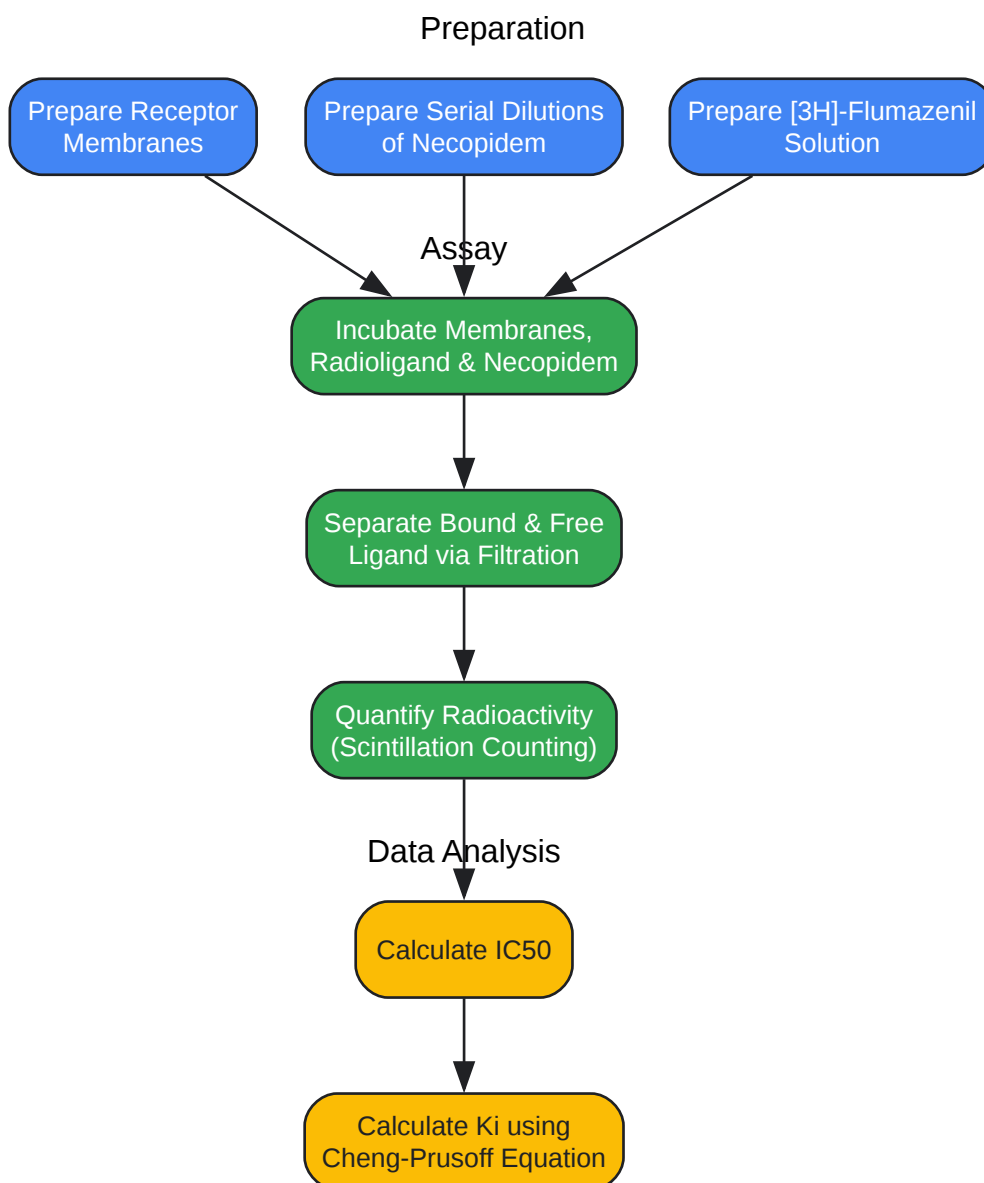 Preparation
Prepare Receptor
Membranes
Prepare Serial Dilutions
of Necopidem
Prepare [3H]-Flumazenil
Solution
Assay
Incubate Membranes,
Radioligand & Necopidem
Separate Bound & Free
Ligand via Filtration
Quantify Radioactivity
(Scintillation Counting)
Data Analysis
Calculate IC50
Calculate Ki using
Cheng-Prusoff Equation